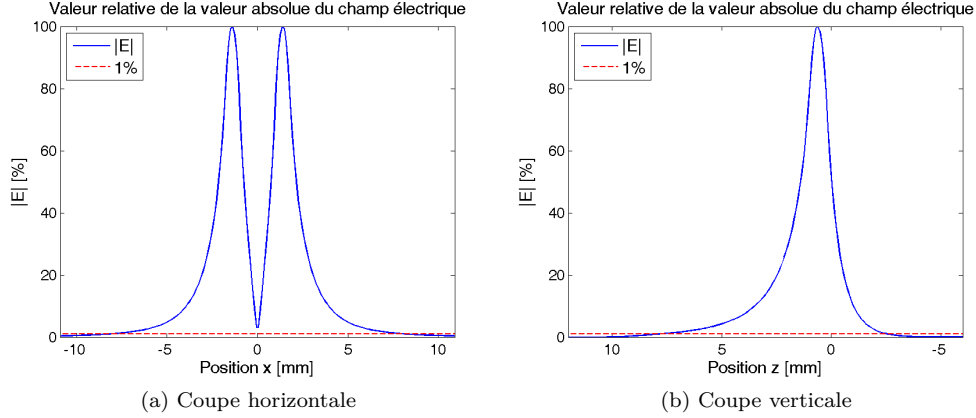 Valeur relative de la valeur absolue du champ électrique
|E|
1%
|E| [%]
100
80
60
40
20
0
-10
-5
0
5
10
Position x [mm]
(a) Coupe horizontale
Valeur relative de la valeur absolue du champ électrique
|E|
1%
|E| [%]
100
80
60
40
20
0
10
5
0
-5
Position z [mm]
(b) Coupe verticale